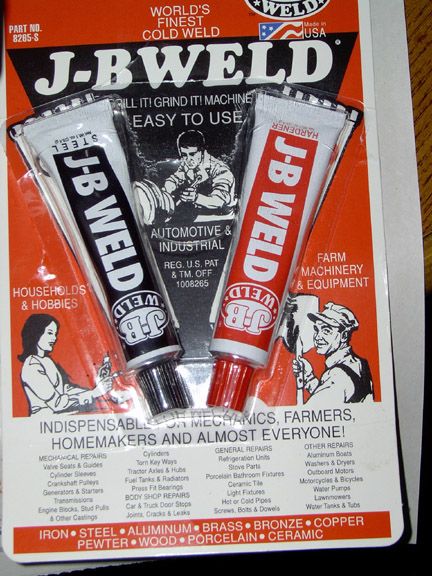 WORLD'S
FINEST
COLD WELD
PART NO.
8265-S
WELD
Made in
USA
J-B WELD
DRILL IT! GRIND IT! MACHINE
EASY TO USE
STEEL
HARDENER
J-B WELD
J-B WELD
AUTOMOTIVE &
INDUSTRIAL
REG. U.S. PAT
& TM. OFF
1008265
HOUSEHOLDS
& HOBBIES
FARM
MACHINERY
& EQUIPMENT
J-B
WELD
J-B
WELD
INDISPENSABLE FOR MECHANICS, FARMERS,
HOMEMAKERS AND ALMOST EVERYONE!
MECHANICAL REPAIRS
Valve Seats & Guides
Cylinder Sleeves
Crankshaft Pulleys
Generators & Starters
Transmissions
Engine Blocks, Stud Pulls
& Other Castings
Cylinders
Torn Key Ways
Tractor Axles & Hubs
Fuel Tanks & Radiators
Press Fit Bearings
BODY SHOP REPAIRS
Car & Truck Door Stops
Joints, Cracks & Leaks
GENERAL REPAIRS
Refrigeration Units
Stove Parts
Porcelain Bathroom Fixtures
Ceramic Tile
Light Fixtures
Hot or Cold Pipes
Screws, Bolts & Dowels
OTHER REPAIRS
Aluminum Boats
Washers & Dryers
Outboard Motors
Motorcycles & Bicycles
Water Pumps
Lawnmowers
Water Tanks & Tubs
IRON • STEEL • ALUMINUM • BRASS • BRONZE • COPPER
PEWTER • WOOD • PORCELAIN • CERAMIC